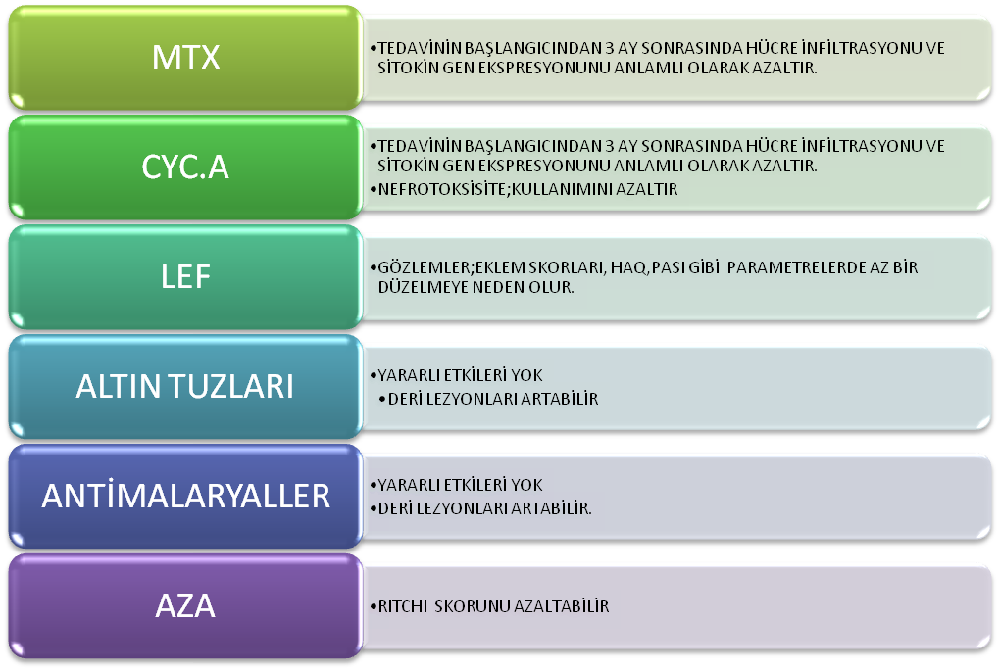 MTX
•TEDAVİNİN BAŞLANGICINDAN 3 AY SONRASINDA HÜCRE İNFİLTRASYONU VE
SİTOKİN GEN EKSPRESYONUNU ANLAMLI OLARAK AZALTIR.
CYC.A
•TEDAVİNİN BAŞLANGICINDAN 3 AY SONRASINDA HÜCRE İNFİLTRASYONU VE
SİTOKİN GEN EKSPRESYONUNU ANLAMLI OLARAK AZALTIR.
•NEFROTOKSİSİTE;KULLANIMINI AZALTIR
LEF
•GÖZLEMLER;EKLEM SKORLARI, HAQ,PASI GİBİ PARAMETRELERDE AZ BİR
DÜZELMEYE NEDEN OLUR.
ALTIN TUZLARI
•YARARLI ETKİLERİ YOK
•DERİ LEZYONLARI ARTABİLİR
ANTİMALARYALLER
•YARARLI ETKİLERİ YOK
•DERİ LEZYONLARI ARTABİLİR.
AZA
•RITCHI SKORUNU AZALTABİLİR